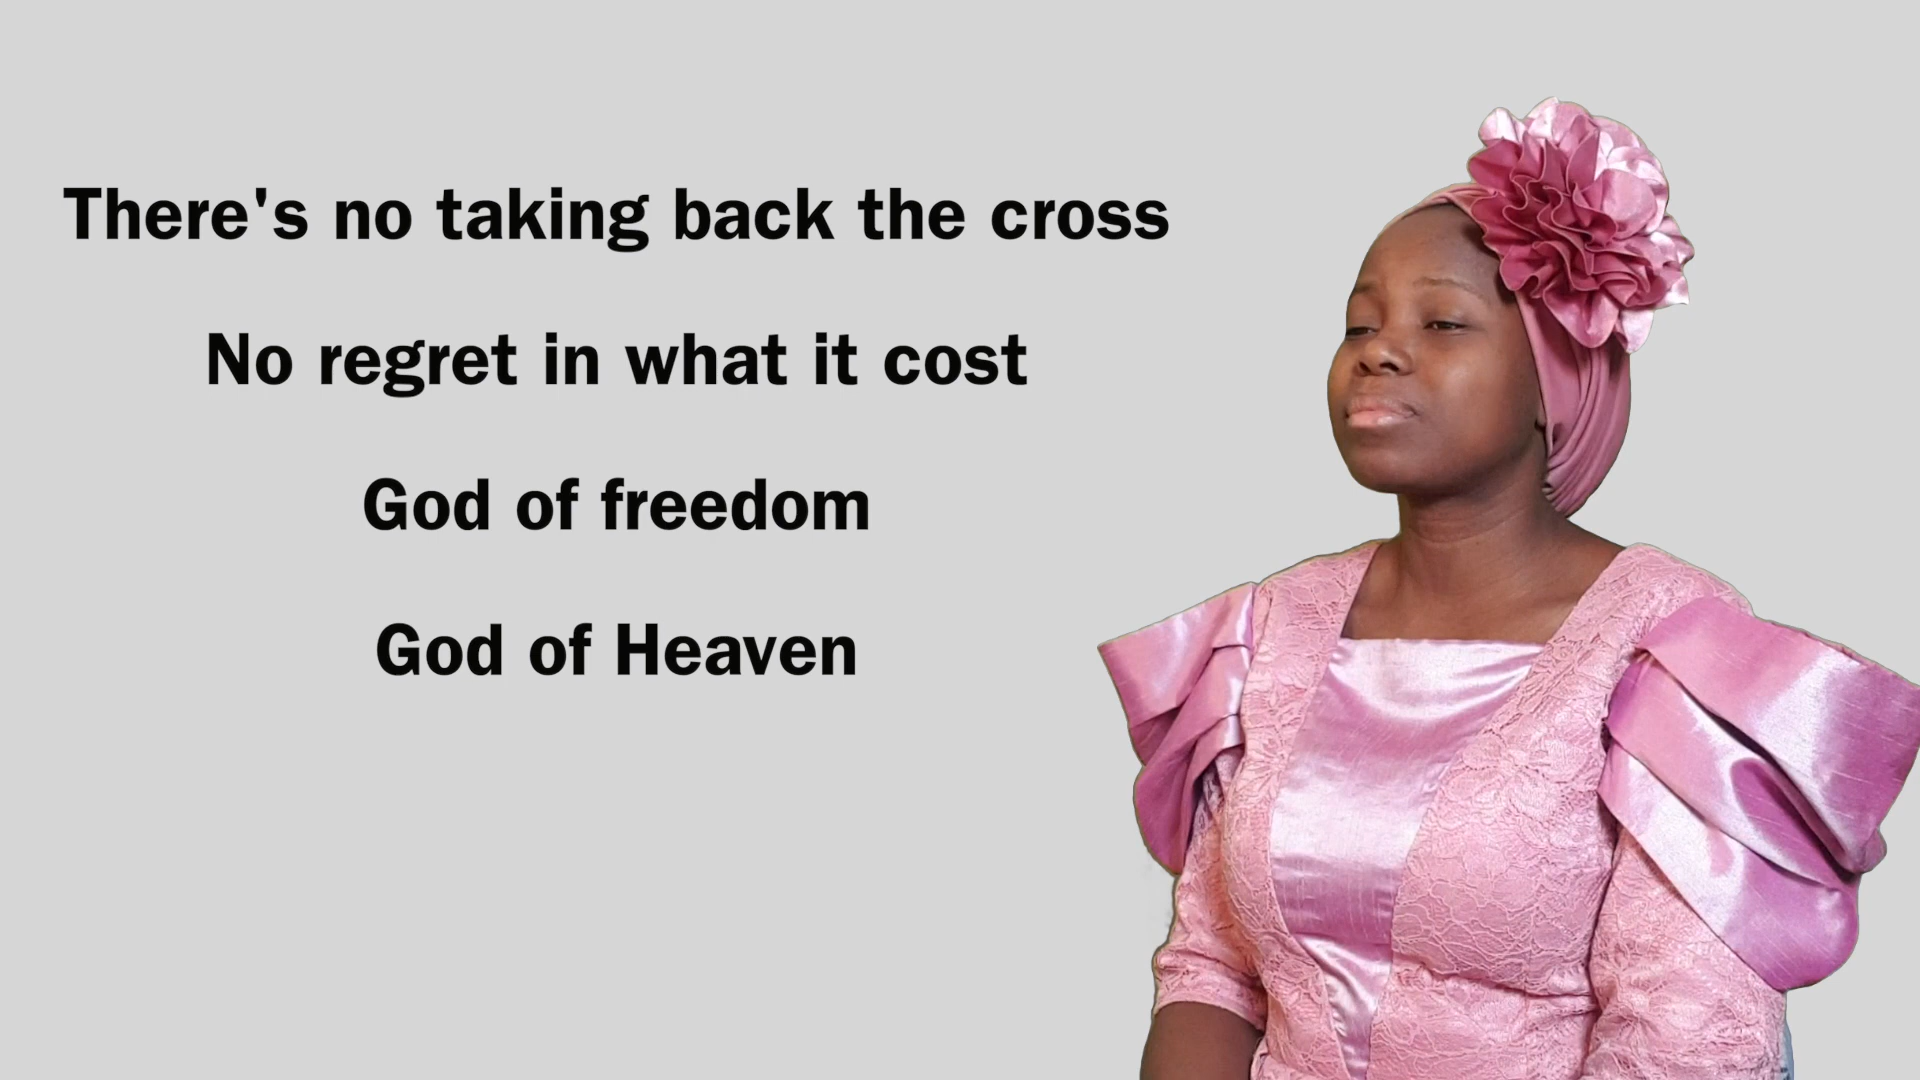 There's no taking back the cross
No regret in what it cost
God of freedom
God of Heaven